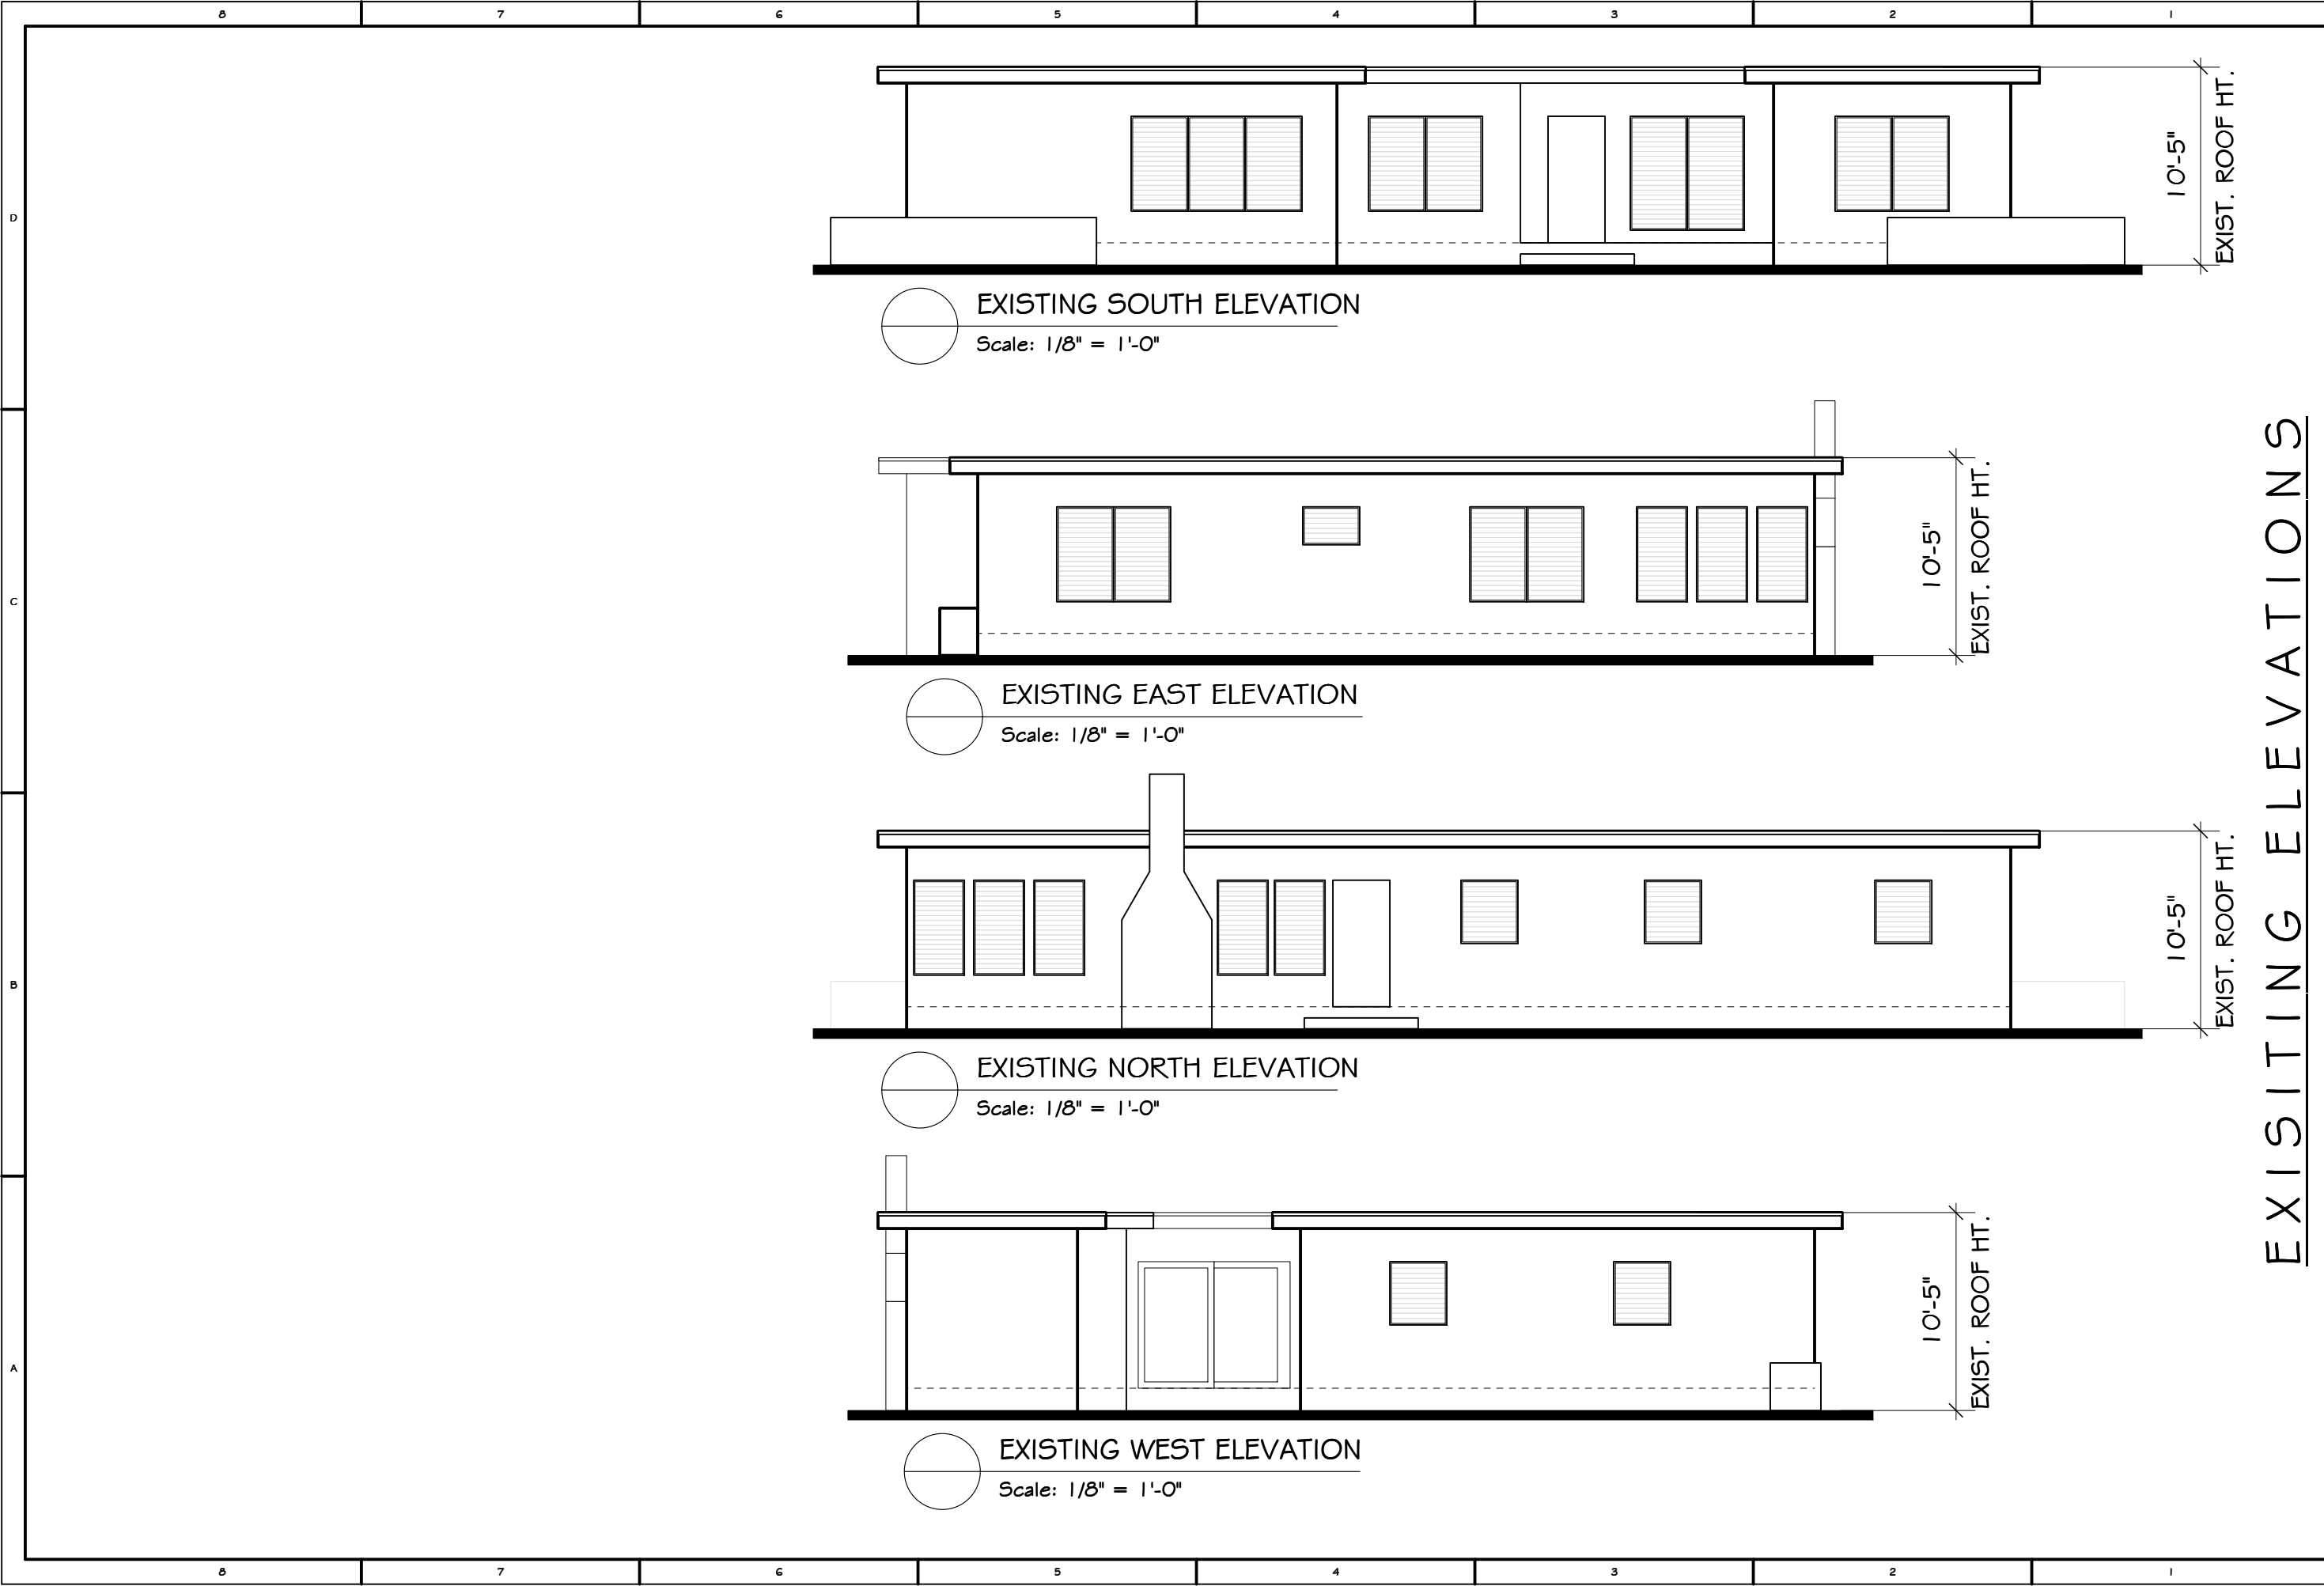 8 7 6 5 4 3 2 1
D
10'-5"
EXIST. ROOF HT.
EXISTING SOUTH ELEVATION
Scale: 1/8" = 1'-0"
C
10'-5"
EXIST. ROOF HT.
EXISTING EAST ELEVATION
Scale: 1/8" = 1'-0"
B
10'-5"
EXIST. ROOF HT.
EXISTING NORTH ELEVATION
Scale: 1/8" = 1'-0"
A
10'-5"
EXIST. ROOF HT.
EXISTING WEST ELEVATION
Scale: 1/8" = 1'-0"
EXISITING ELEVATIONS
8 7 6 5 4 3 2 1